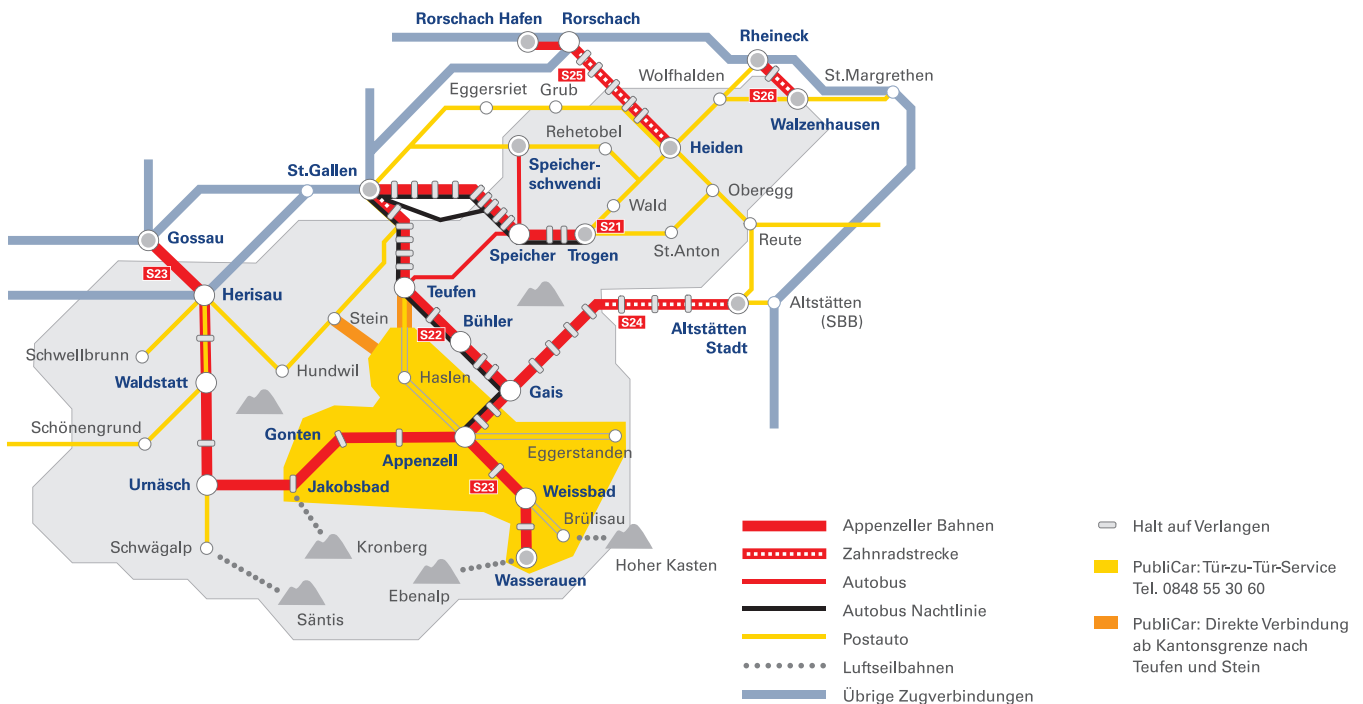 Rorschach Hafen
Rorschach
Rheineck
S25
Wolfhalden
St.Margrethen
Eggersriet
Grub
S26
Walzenhausen
Rehetobel
Heiden
St.Gallen
Speicher-
schwendi
Oberegg
Wald
Gossau
S21
Speicher
Trogen
St.Anton
Reute
S23
Herisau
Teufen
Altstätten
(SBB)
Stein
S22
Bühler
S24
Altstätten
Stadt
Schwellbrunn
Hundwil
Waldstatt
Haslen
Gais
Schönengrund
Gonten
Appenzell
Eggerstanden
Urnäsch
Jakobsbad
S23
Weissbad
Brülisau
Schwägalp
Kronberg
Hoher Kasten
Wasserauen
Ebenalp
Säntis
Appenzeller Bahnen
Zahnradstrecke
Autobus
Autobus Nachtlinie
Postauto
Luftseilbahnen
Übrige Zugverbindungen
Halt auf Verlangen
PubliCar: Tür-zu-Tür-Service
Tel. 0848 55 30 60
PubliCar: Direkte Verbindung
ab Kantonsgrenze nach
Teufen und Stein